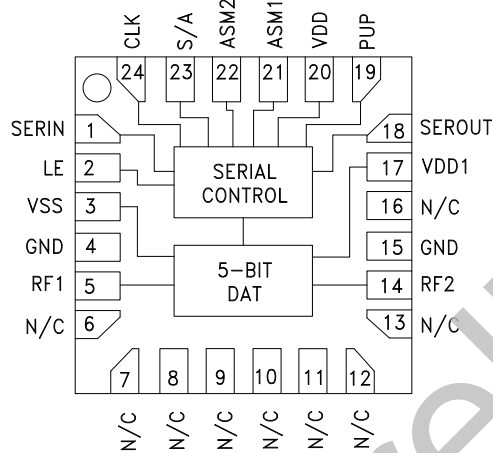 CLK S/A ASM2 ASM1 VDD PUP
24 23 22 21 20 19
SERIN 1
LE 2
VSS 3
GND 4
RF1 5
N/C 6
SERIAL
CONTROL
5-BIT
DAT
18 SEROUT
17 VDD1
16 N/C
15 GND
14 RF2
13 N/C
7 8 9 10 11 12
N/C N/C N/C N/C N/C N/C